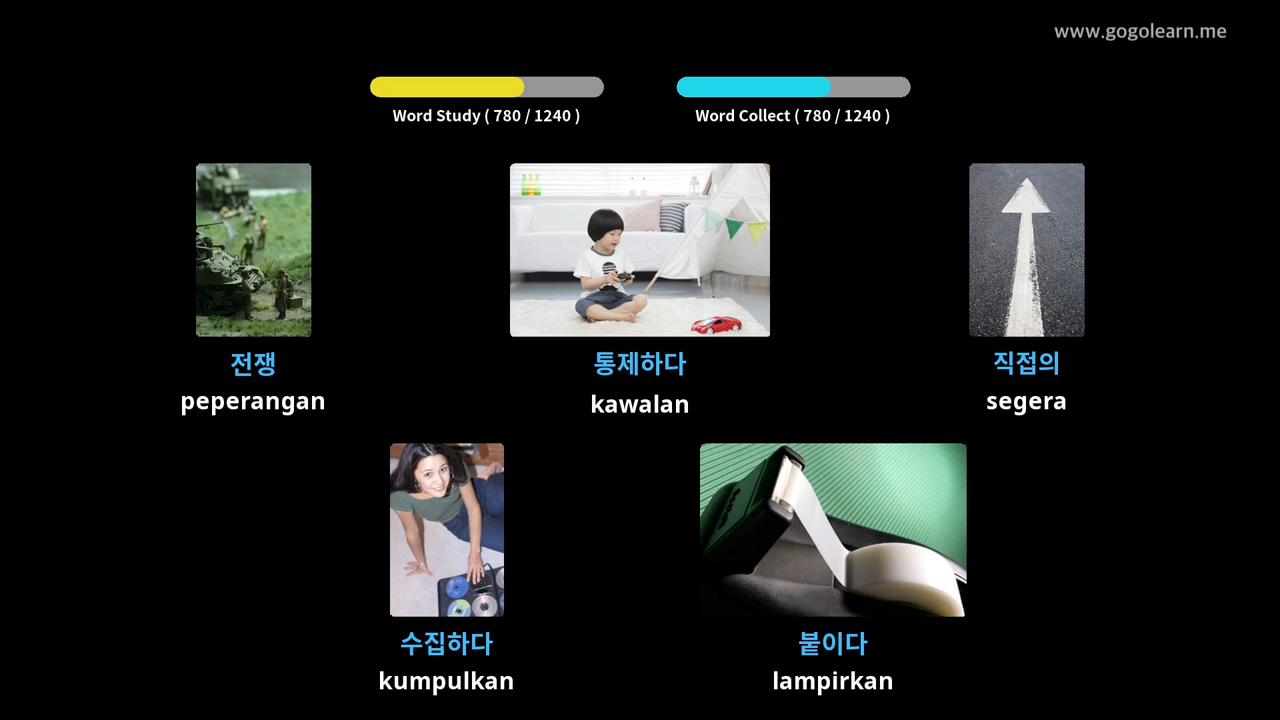 www.gogolearn.me
Word Study ( 780 / 1240 )
Word Collect ( 780 / 1240 )
전쟁
peperangan
통제하다
kawalan
직접의
segera
수집하다
kumpulkan
붙이다
lampirkan